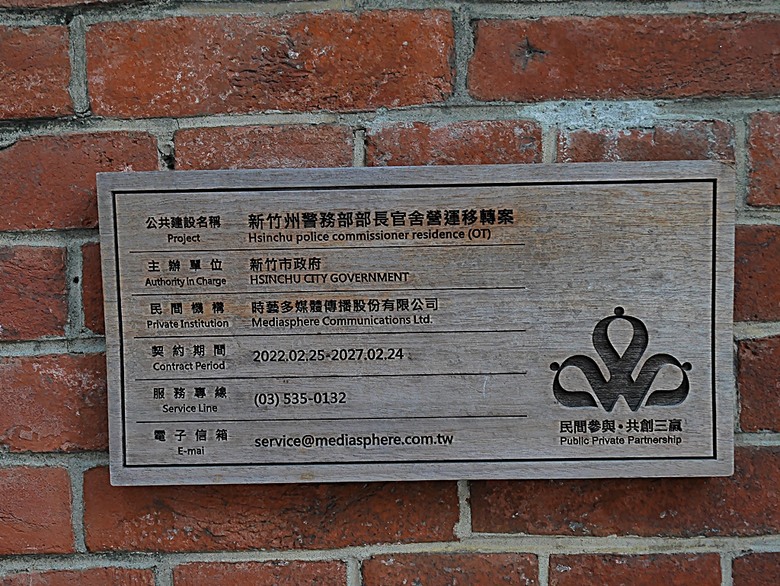 公共建設名稱 新竹州警務部部長官舍營運移轉案
Project Hsinchu police commissioner residence (OT)
主辦單位 新竹市政府
Authority In Charge HSINCHU CITY GOVERNMENT
民間機構 時藝多媒體傳播股份有限公司
Private Institution Mediasphere Communications Ltd.
契約期間 2022.02.25-2027.02.24
Contract Period
服務專線 (03) 535-0132
Service Line
電子信箱 service@mediasphere.com.tw
E-mai
民間參與・共創三贏
Public Private Partnership